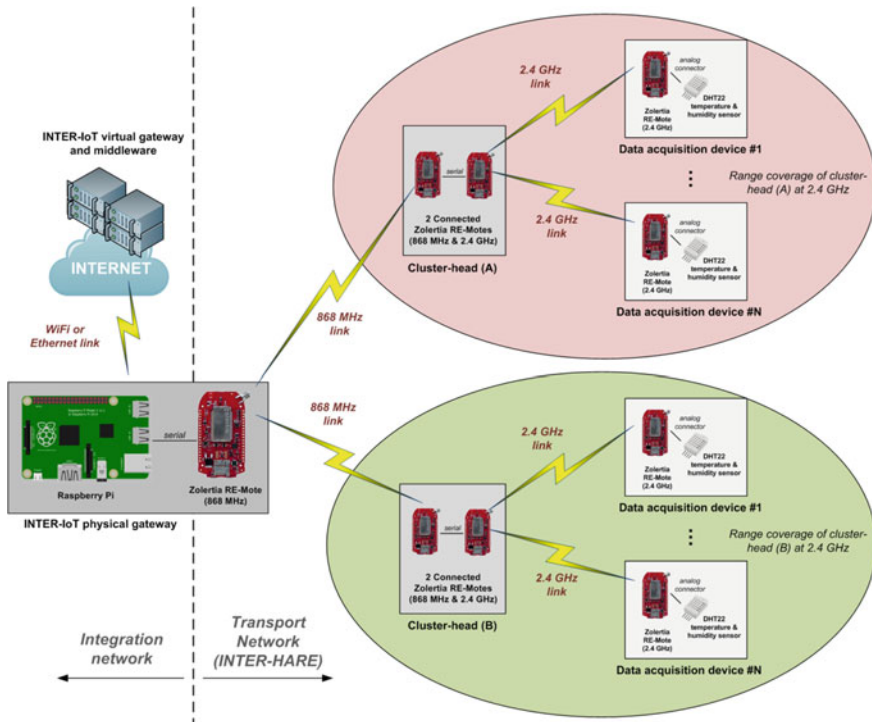 INTER-IoT virtual gateway
and middleware
INTERNET
WiFi or
Ethernet link
serial
Raspberry Pi
Zolertia RE-Mote
(868 MHz)
INTER-IoT physical gateway
Integration
network
Transport
Network
(INTER-HARE)
868 MHz
link
868 MHz
link
serial
2 Connected
Zolertia RE-Motes
(868 MHz & 2.4 GHz)
Cluster-head (A)
2.4 GHz
link
2.4 GHz
link
analog
connector
Zolertia
RE-Mote
(2.4 GHz)
DHT22
temperature &
humidity sensor
Data acquisition device #1
Range coverage of cluster-
head (A) at 2.4 GHz
analog
connector
Zolertia
RE-Mote
(2.4 GHz)
DHT22
temperature &
humidity sensor
Data acquisition device #N
serial
2 Connected
Zolertia RE-Motes
(868 MHz & 2.4 GHz)
Cluster-head (B)
2.4 GHz
link
2.4 GHz
link
analog
connector
Zolertia
RE-Mote
(2.4 GHz)
DHT22
temperature &
humidity sensor
Data acquisition device #1
Range coverage of cluster-
head (B) at 2.4 GHz
analog
connector
Zolertia
RE-Mote
(2.4 GHz)
DHT22
temperature &
humidity sensor
Data acquisition device #N